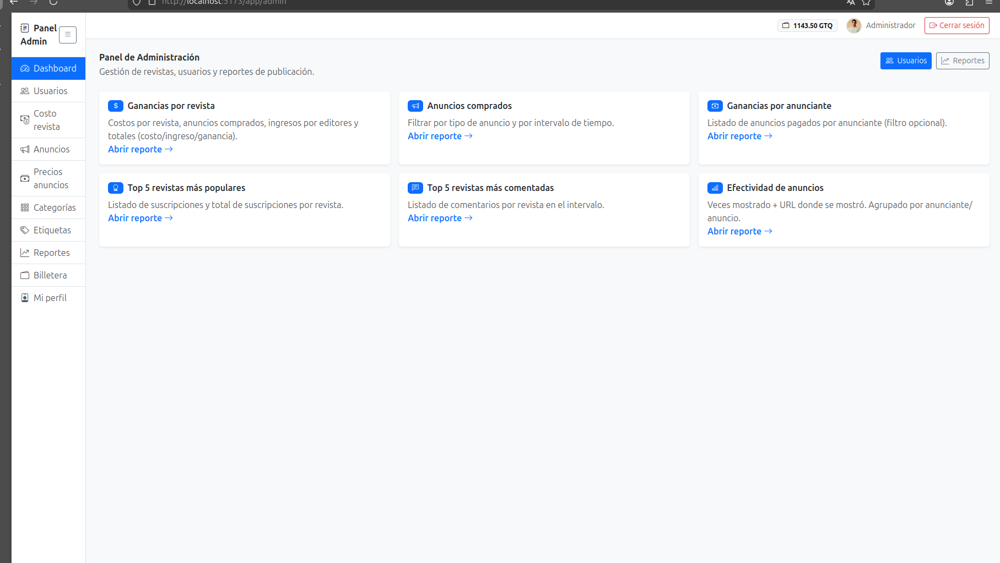 http://localhost:5173/app/admin
Panel
Admin
1143.50 GTQ
Administrador
Cerrar sesión
Dashboard
Usuarios
Costo
revista
Anuncios
Precios
anuncios
Categorías
Etiquetas
Reportes
Billetera
Mi perfil
Panel de Administración
Gestión de revistas, usuarios y reportes de publicación.
Usuarios
Reportes
Ganancias por revista
Costos por revista, anuncios comprados, ingresos por editores y
totales (costo/ingreso/ganancia).
Abrir reporte
Anuncios comprados
Filtrar por tipo de anuncio y por intervalo de tiempo.
Abrir reporte
Ganancias por anunciante
Listado de anuncios pagados por anunciante (filtro opcional).
Abrir reporte
Top 5 revistas más populares
Listado de suscripciones y total de suscripciones por revista.
Abrir reporte
Top 5 revistas más comentadas
Listado de comentarios por revista en el intervalo.
Abrir reporte
Efectividad de anuncios
Veces mostrado + URL donde se mostró. Agrupado por anunciante/
anuncio.
Abrir reporte